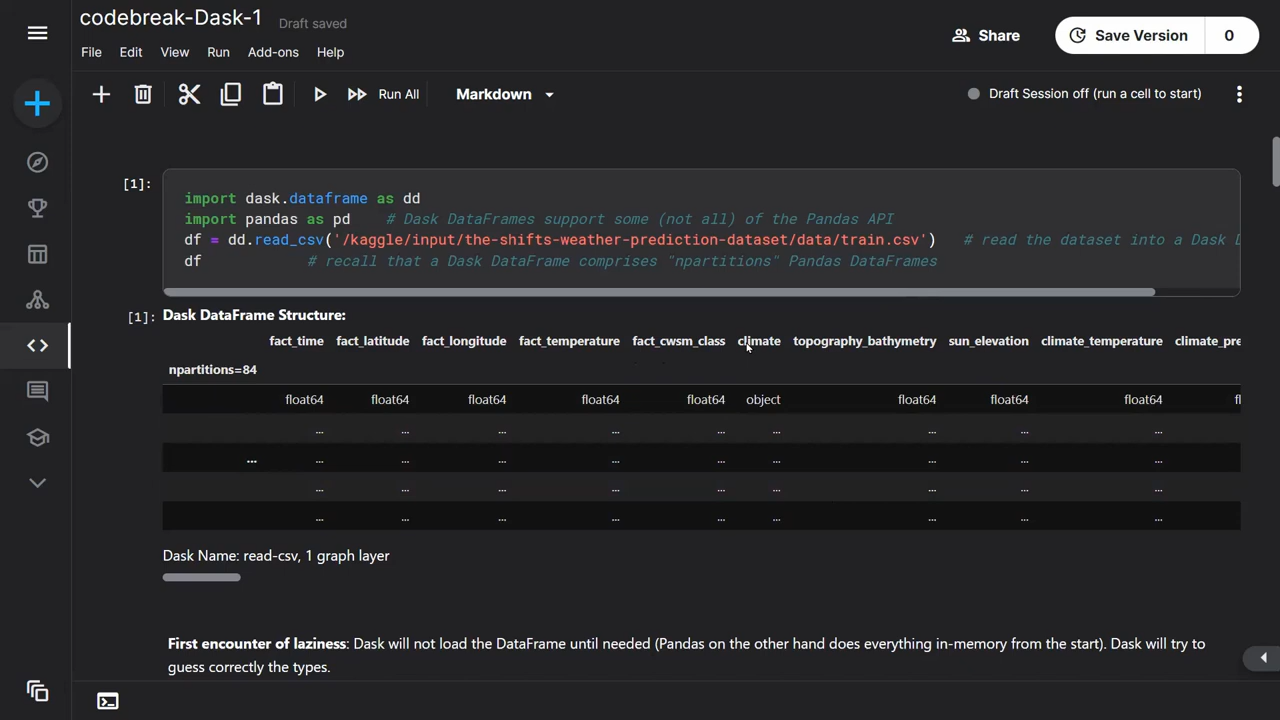 codebreak-Dask-1 Draft saved
File Edit View Run Add-ons Help
Share Save Version 0
Run All Markdown Draft Session off (run a cell to start)
[1]:
import dask.dataframe as dd
import pandas as pd # Dask DataFrames support some (not all) of the Pandas API
df = dd.read_csv('/kaggle/input/the-shifts-weather-prediction-dataset/data/train.csv') # read the dataset into a Dask
df # recall that a Dask DataFrame comprises "npartitions" Pandas DataFrames
[1]: Dask DataFrame Structure:
fact_time fact_latitude fact_longitude fact_temperature fact_cwsm_class climate topography_bathymetry sun_elevation climate_temperature climate_pre
npartitions=84
float64 float64 float64 float64 float64 object float64 float64 float64 fl
... ... ... ... ... ... ... ... ...
... ... ... ... ... ... ... ... ... ...
... ... ... ... ... ... ... ... ...
... ... ... ... ... ... ... ... ...
Dask Name: read-csv, 1 graph layer
First encounter of laziness: Dask will not load the DataFrame until needed (Pandas on the other hand does everything in-memory from the start). Dask will try to
guess correctly the types.